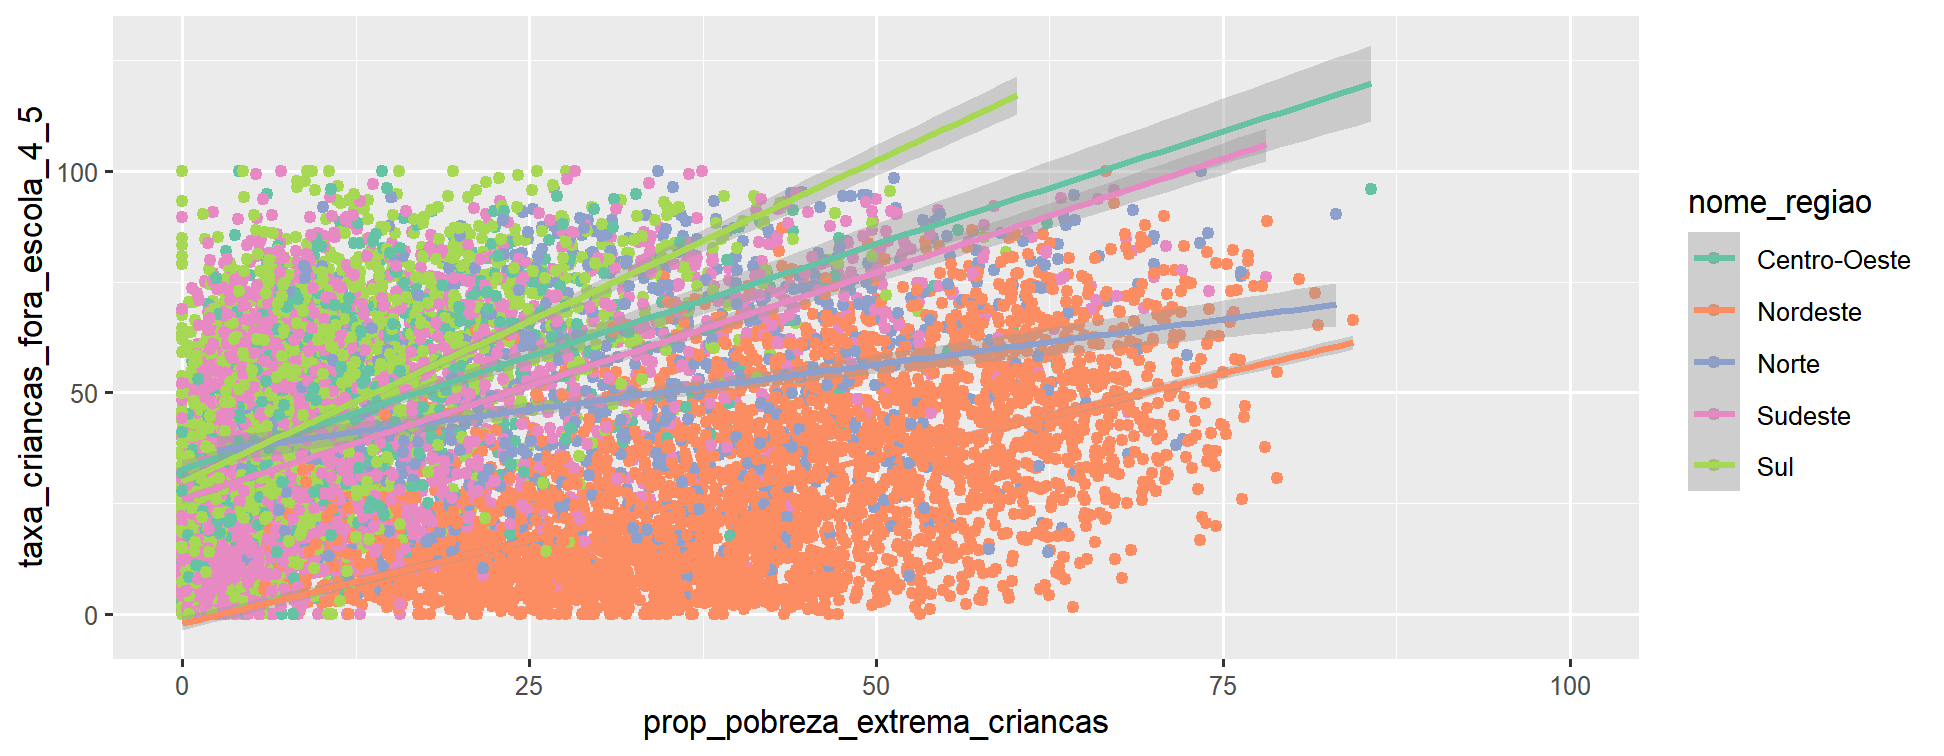 taxa_criancas_fora_escola_4_5
100
50
0
0
25
50
75
100
prop_pobreza_extrema_criancas
nome_regiao
Centro-Oeste
Nordeste
Norte
Sudeste
Sul